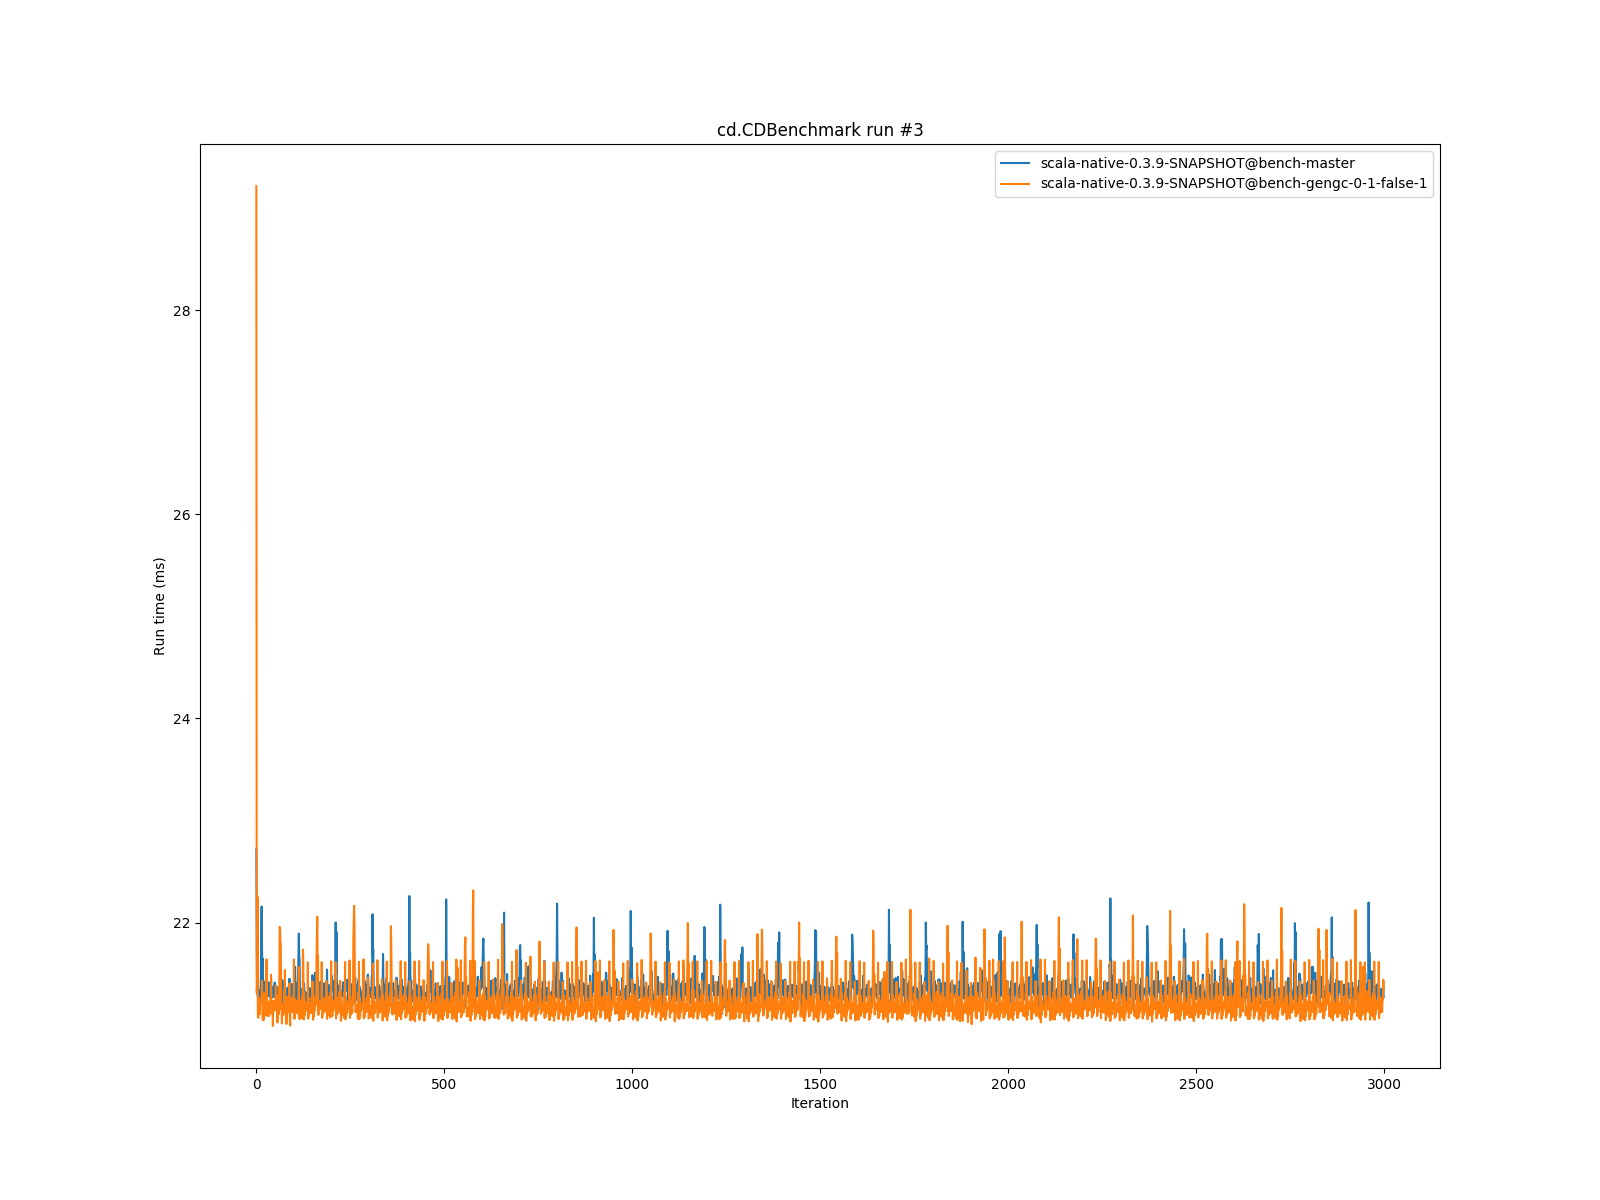 cd.CDBenchmark run #3
scala-native-0.3.9-SNAPSHOT@bench-master
scala-native-0.3.9-SNAPSHOT@bench-gengc-0-1-false-1
28
26
24
22
Run time (ms)
0
500
1000
1500
2000
2500
3000
Iteration